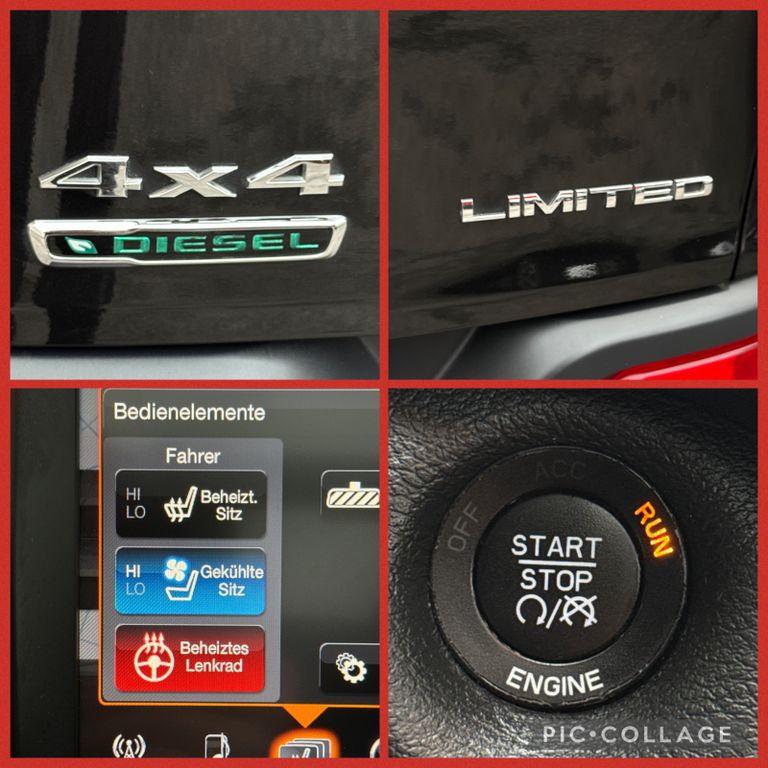 4x4
DIESEL
LIMITED
Bedienelemente
Fahrer
HI
LO
Beheizt.
Sitz
HI
LO
Gekühlte
Sitz
Beheiztes
Lenkrad
OFF
ACC
RUN
START
STOP
ENGINE
PIC•COLLAGE